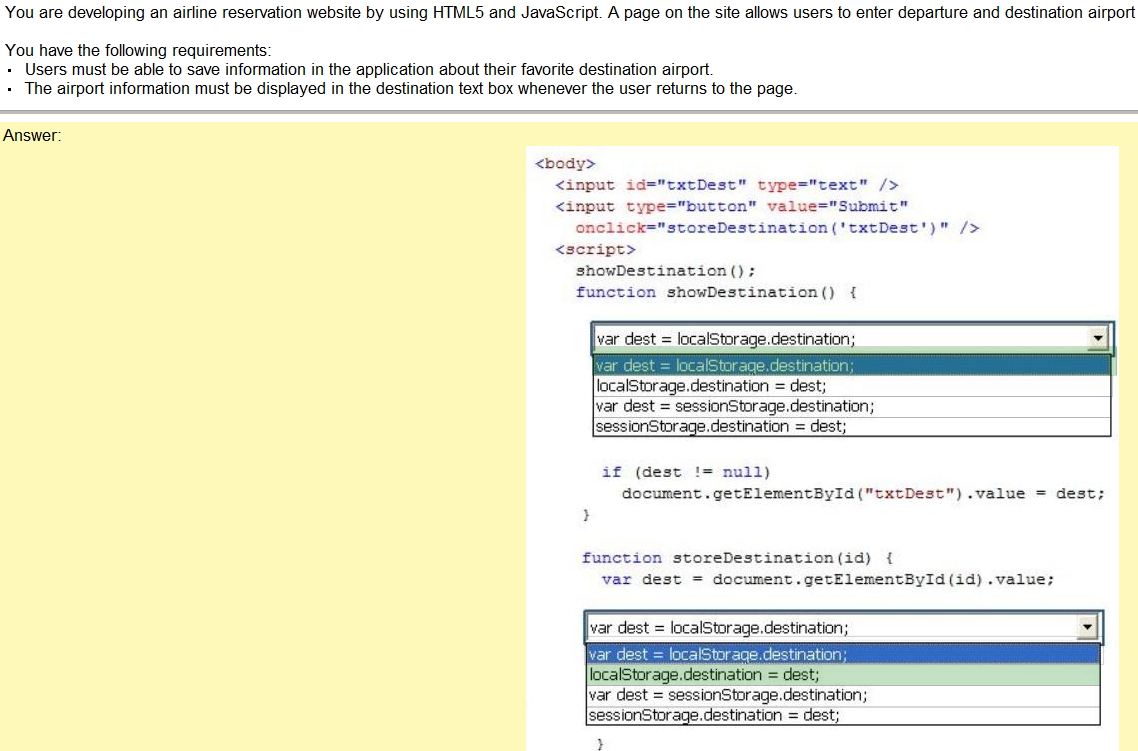 You are developing an airline reservation website by using HTML5 and JavaScript. A page on the site allows users to enter departure and destination airport
You have the following requirements:
· Users must be able to save information in the application about their favorite destination airport.
· The airport information must be displayed in the destination text box whenever the user returns to the page.
Answer:
<body>
<input id="txtDest" type="text" />
<input type="button" value="Submit"
onclick="storeDestination('txtDest')" />
<script>
showDestination();
function showDestination() {
var dest = localStorage.destination;
var dest = localStorage.destination;
localStorage.destination = dest;
var dest = sessionStorage.destination;
sessionStorage.destination = dest;
if (dest != null)
document.getElementById("txtDest").value = dest;
}
function storeDestination(id) {
var dest = document.getElementById(id).value;
var dest = localStorage.destination;
var dest = localStorage.destination;
localStorage.destination = dest;
var dest = sessionStorage.destination;
sessionStorage.destination = dest;
}